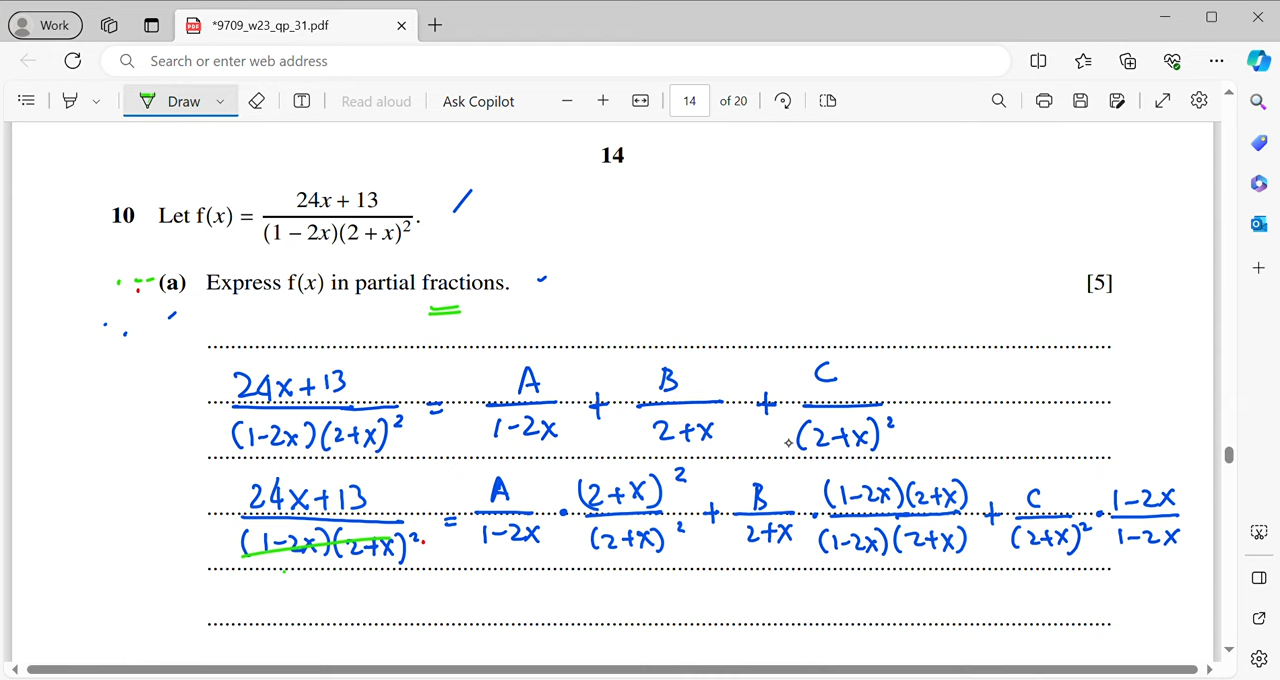 Work
*9709_w23_qp_31.pdf
Search or enter web address
Draw
Read aloud
Ask Copilot
14
of 20
14
10 Let f(x) = (24x + 13)/((1 − 2x)(2 + x)²).
(a) Express f(x) in partial fractions. [5]
(24x+13)/((1-2x)(2+x)²) = A/(1-2x) + B/(2+x) + C/(2+x)²
(24x+13)/((1-2x)(2+x)²) = A/(1-2x) · (2+x)²/(2+x)² + B/(2+x) · (1-2x)(2+x)/(1-2x)(2+x) + C/(2+x)² · (1-2x)/(1-2x)